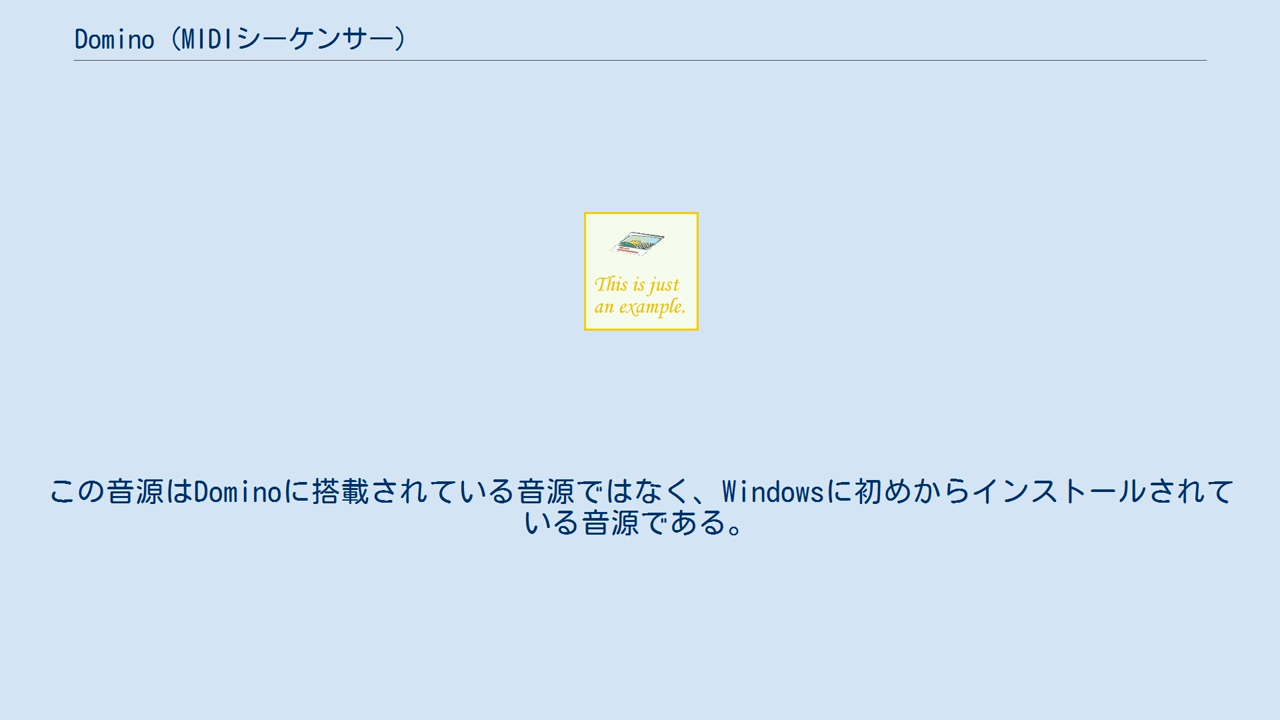 Domino（MIDIシーケンサー）
This is just
an example.
この音源はDominoに搭載されている音源ではなく、Windowsに初めからインストールされて
いる音源である。